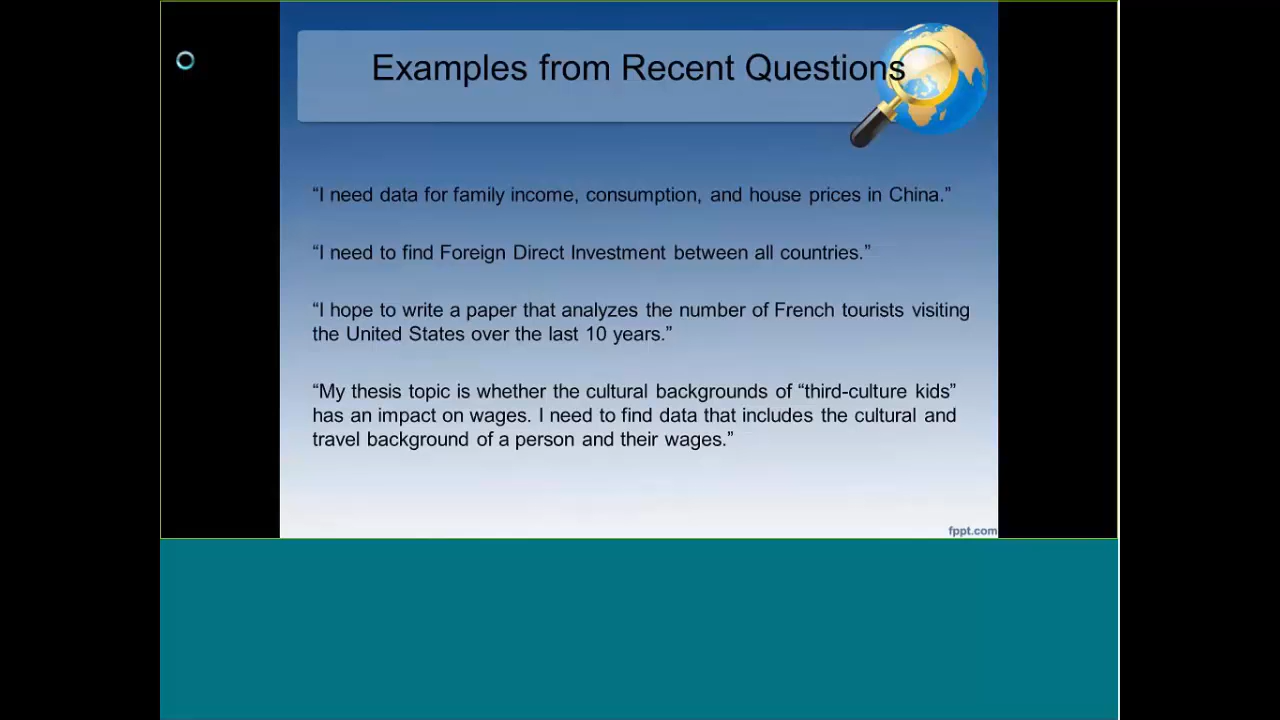 Examples from Recent Questions
“I need data for family income, consumption, and house prices in China.”
“I need to find Foreign Direct Investment between all countries.”
“I hope to write a paper that analyzes the number of French tourists visiting
the United States over the last 10 years.”
“My thesis topic is whether the cultural backgrounds of “third-culture kids”
has an impact on wages. I need to find data that includes the cultural and
travel background of a person and their wages.”
fppt.com